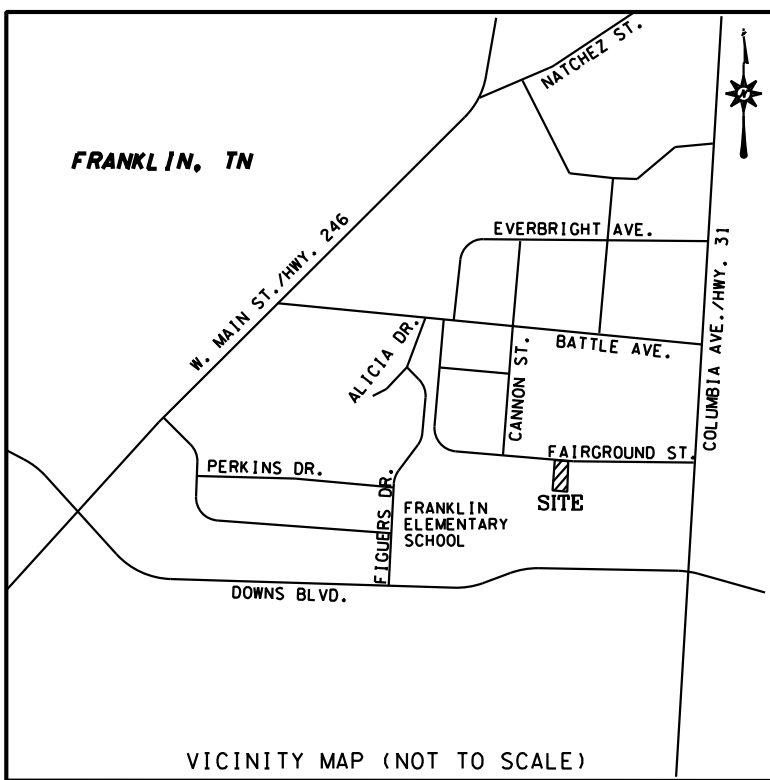 NATCHEZ ST.
N
FRANKLIN, TN
EVERBRIGHT AVE.
W. MAIN ST./HWY. 246
COLUMBIA AVE./HWY. 31
ALICIA DR.
BATTLE AVE.
CANNON ST.
FAIRGROUND ST.
PERKINS DR.
FIGUERS DR.
FRANKLIN
ELEMENTARY
SCHOOL
SITE
DOWNS BLVD.
VICINITY MAP (NOT TO SCALE)